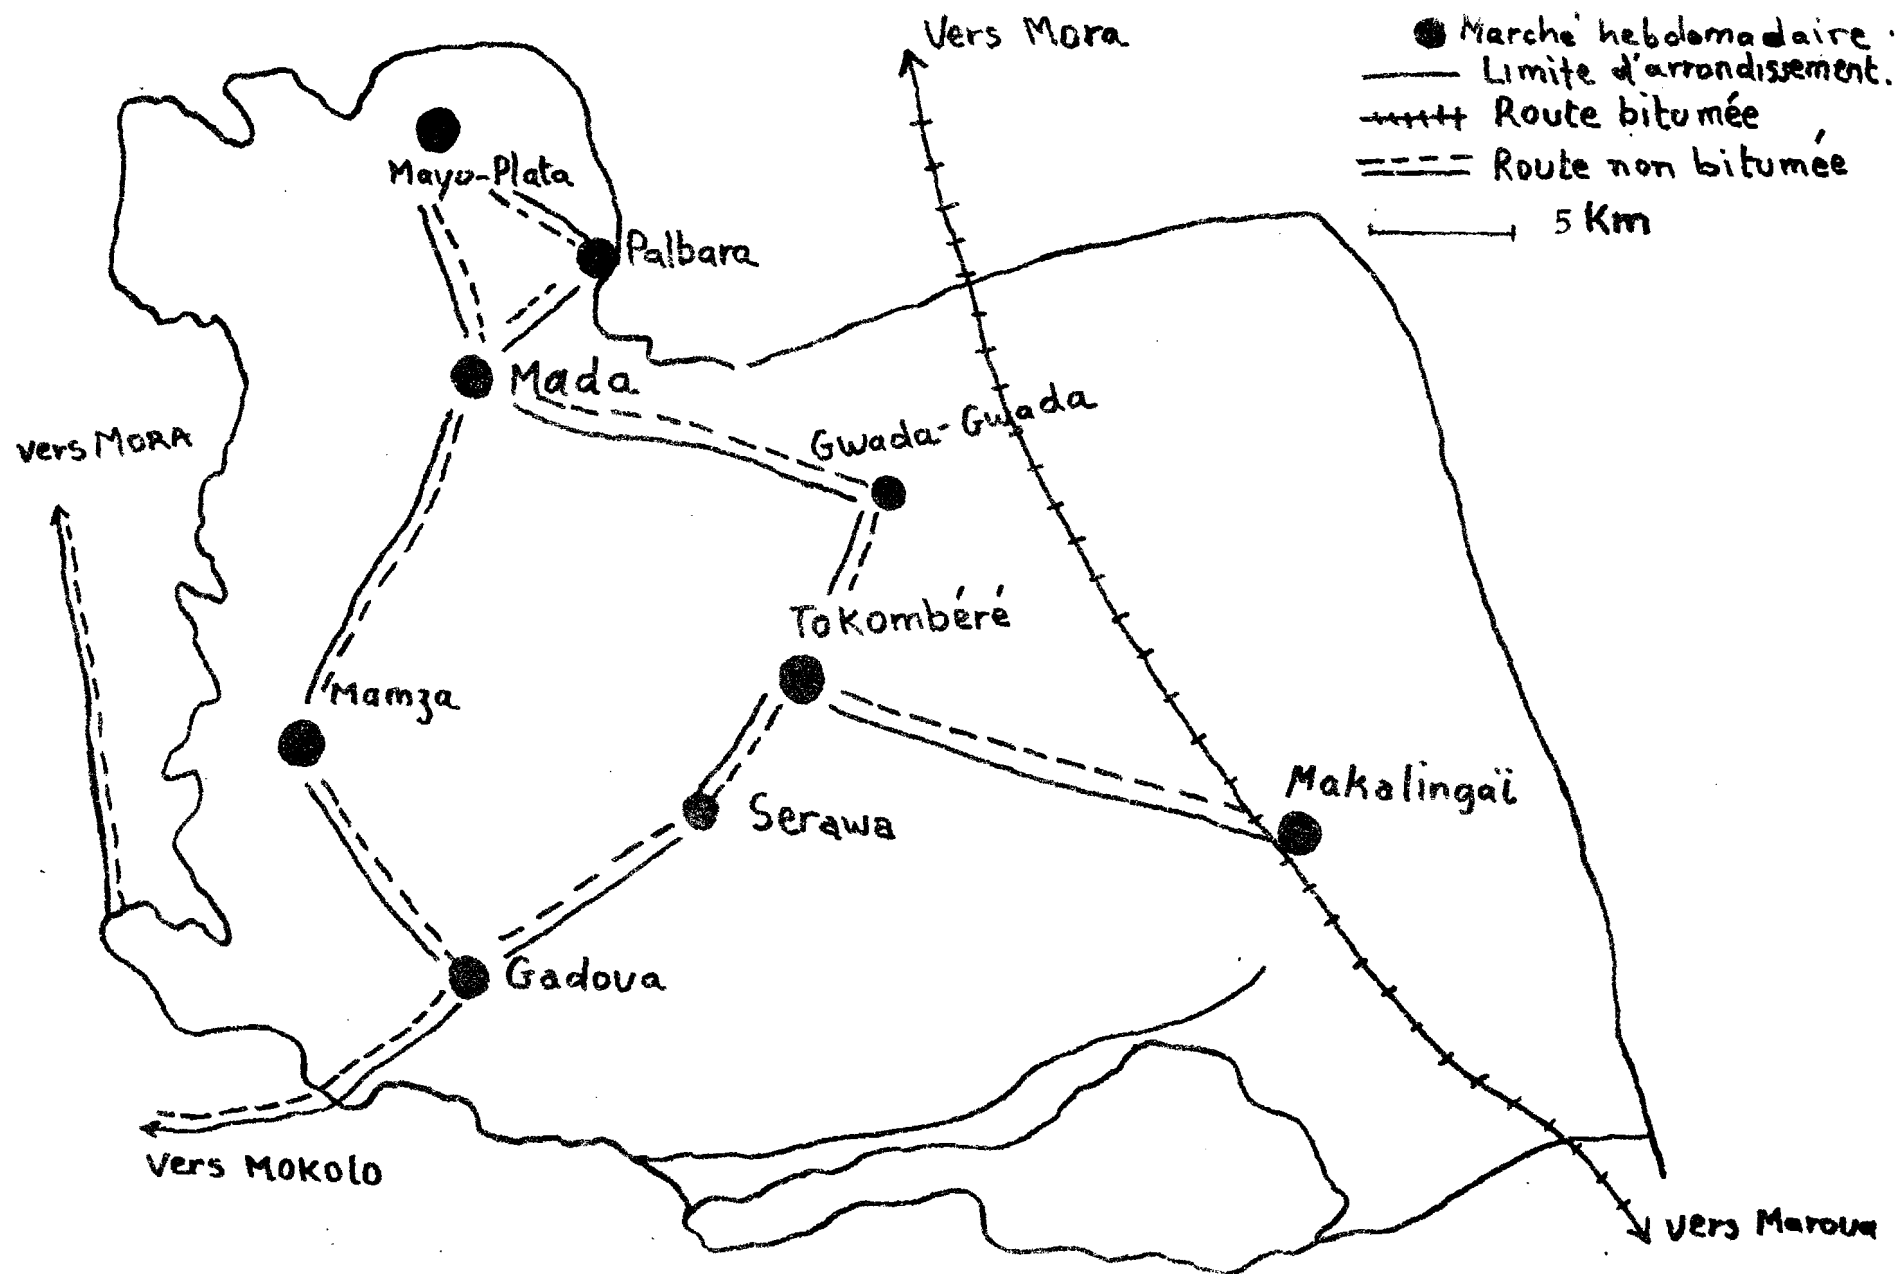 Vers Mora
Marché hebdomadaire.
Limite d'arrondissement.
Route bitumée
Route non bitumée
5 Km
Mayo-Plata
Palbara
Mada
Gwada-Gwada
vers MORA
Tokombéré
Mamza
Makalingaï
Serawa
Gadova
Vers MOKOLO
vers Maroua